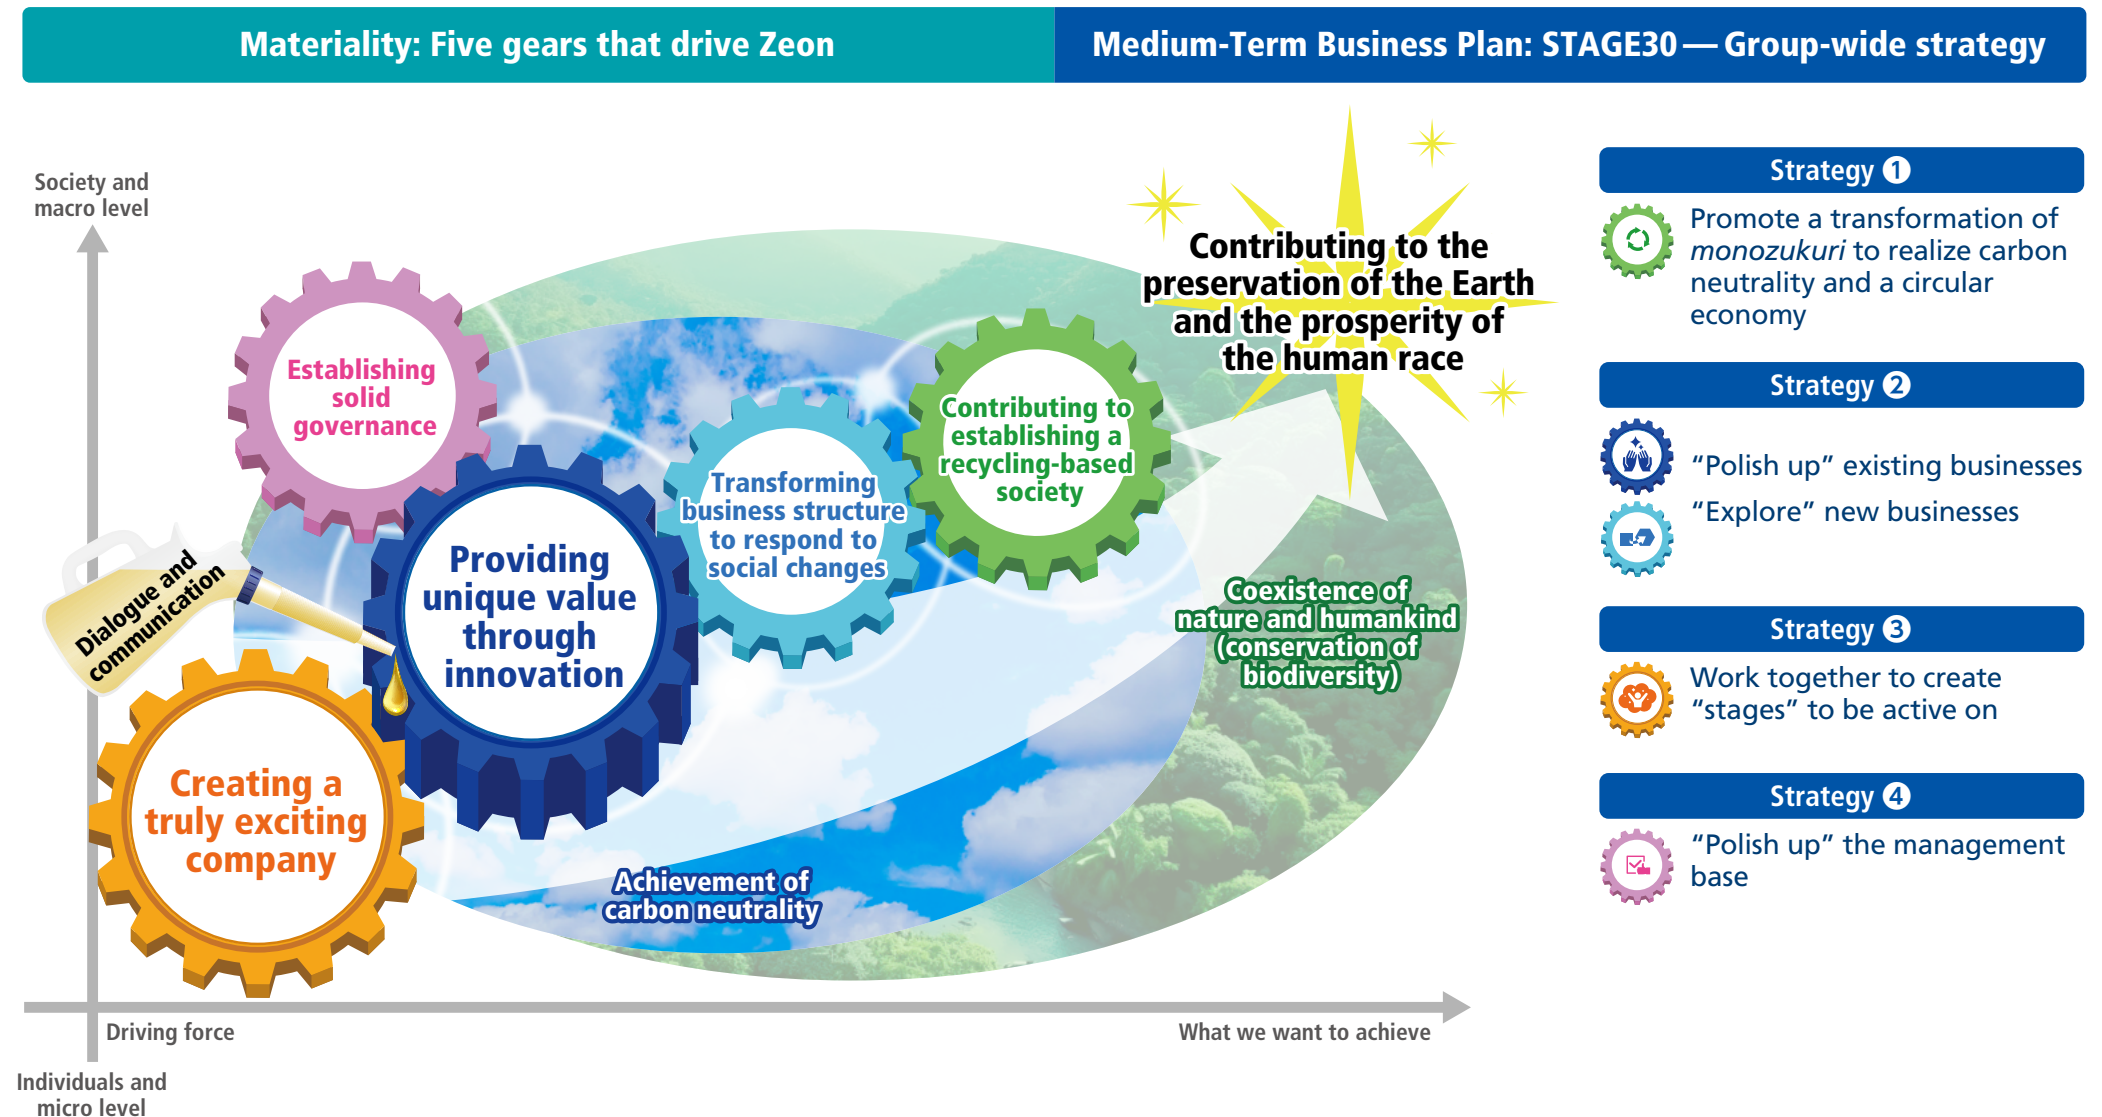 Materiality: Five gears that drive Zeon
Medium-Term Business Plan: STAGE30 — Group-wide strategy
Society and
macro level
Establishing
solid
governance
Dialogue and
communication
Providing
unique value
through
innovation
Creating a
truly exciting
company
Transforming
business structure
to respond to
social changes
Contributing to
establishing a
recycling-based
society
Contributing to the
preservation of the Earth
and the prosperity of
the human race
Coexistence of
nature and humankind
(conservation of
biodiversity)
Achievement of
carbon neutrality
Driving force
What we want to achieve
Individuals and
micro level
Strategy ❶
Promote a transformation of
monozukuri to realize carbon
neutrality and a circular
economy
Strategy ❷
“Polish up” existing businesses
“Explore” new businesses
Strategy ❸
Work together to create
“stages” to be active on
Strategy ❹
“Polish up” the management
base